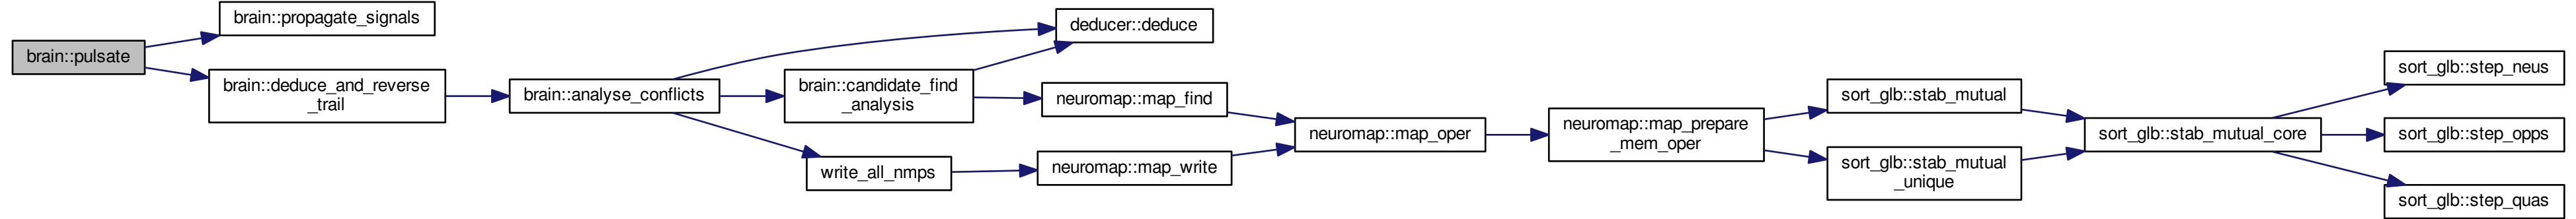 brain::pulsate
brain::propagate_signals
brain::deduce_and_reverse
_trail
brain::analyse_conflicts
deducer::deduce
brain::candidate_find
_analysis
write_all_nmps
neuromap::map_find
neuromap::map_write
neuromap::map_oper
neuromap::map_prepare
_mem_oper
sort_glb::stab_mutual
sort_glb::stab_mutual
_unique
sort_glb::stab_mutual_core
sort_glb::step_neus
sort_glb::step_opps
sort_glb::step_quas